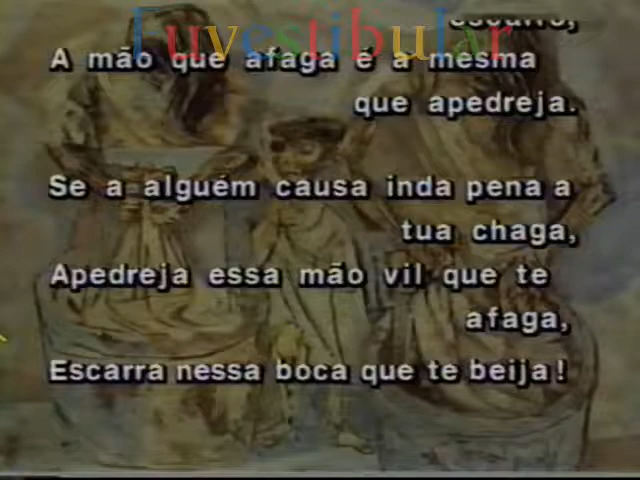 Fuvestibular
escarro,
A mão que afaga é a mesma
que apedreja.
Se a alguém causa inda pena a
tua chaga,
Apedreja essa mão vil que te
afaga,
Escarra nessa boca que te beija!